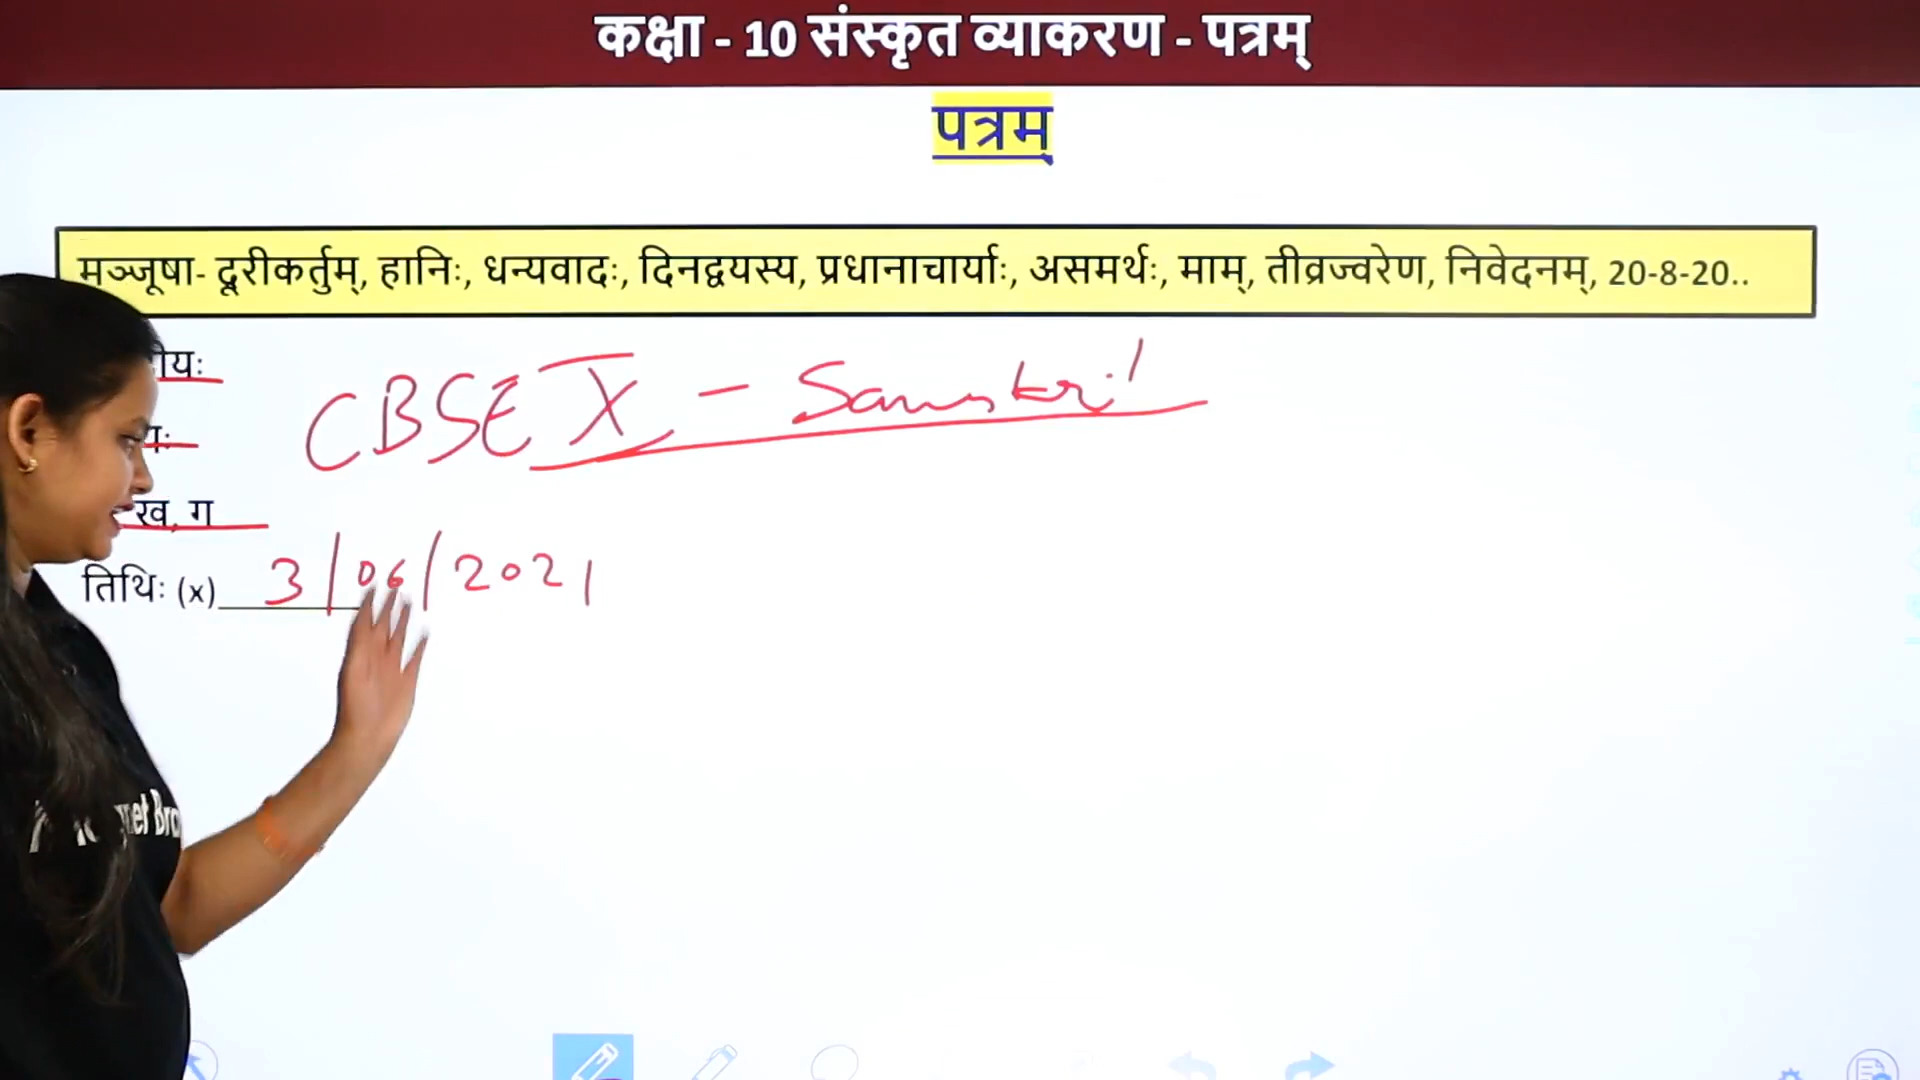 कक्षा - 10 संस्कृत व्याकरण - पत्रम्
पत्रम्
मञ्जूषा- दूरीकर्तुम्, हानिः, धन्यवादः, दिनद्वयस्य, प्रधानाचार्याः, असमर्थः, माम्, तीव्रज्वरेण, निवेदनम्, 20-8-20..
CBSE X - Sanskrit
ख, ग
तिथिः (x) 3/06/2021